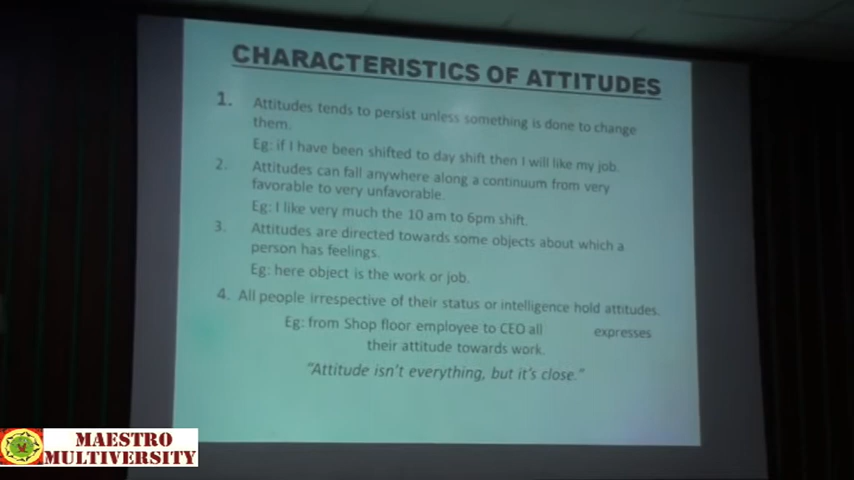 CHARACTERISTICS OF ATTITUDES
1. Attitudes tends to persist unless something is done to change
them.
Eg: if I have been shifted to day shift then I will like my job.
2. Attitudes can fall anywhere along a continuum from very
favorable to very unfavorable.
Eg: I like very much the 10 am to 6pm shift.
3. Attitudes are directed towards some objects about which a
person has feelings.
Eg: here object is the work or job.
4. All people irrespective of their status or intelligence hold attitudes.
Eg: from Shop floor employee to CEO all expresses
their attitude towards work.
"Attitude isn't everything, but it's close."
MAESTRO
MULTIVERSITY